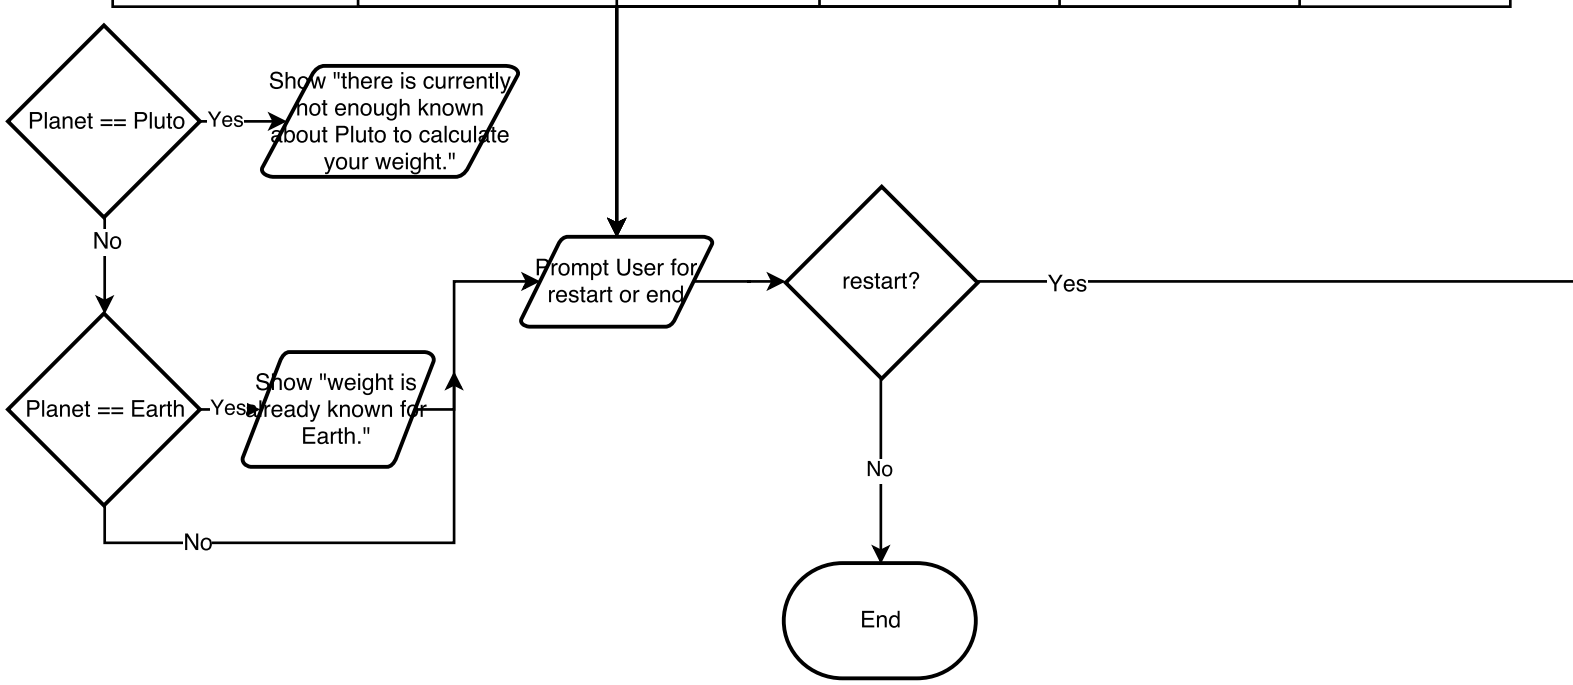 Planet == Pluto
Yes
Show "there is currently
not enough known
about Pluto to calculate
your weight."
No
Planet == Earth
Yes
Show "weight is
already known for
Earth."
No
Prompt User for
restart or end
restart?
Yes
No
End